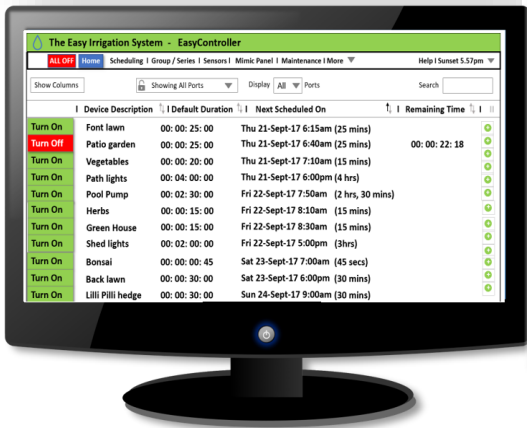 The Easy Irrigation System - EasyController
ALL OFF Home Scheduling I Group / Series I Sensors I Mimic Panel I Maintenance I More Help I Sunset 5.57pm
Show Columns Showing All Ports Display All Ports Search
I Device Description I Default Duration I Next Scheduled On I Remaining Time I
Turn On Font lawn 00: 00: 25: 00 Thu 21-Sept-17 6:15am (25 mins)
Turn Off Patio garden 00: 00: 25: 00 Thu 21-Sept-17 6:40am (25 mins) 00: 00: 22: 18
Turn On Vegetables 00: 00: 20: 00 Thu 21-Sept-17 7:10am (15 mins)
Turn On Path lights 00: 04: 00: 00 Thu 21-Sept-17 6:00pm (4 hrs)
Turn On Pool Pump 00: 02: 30: 00 Fri 22-Sept-17 7:50am (2 hrs, 30 mins)
Turn On Herbs 00: 00: 15: 00 Fri 22-Sept-17 8:10am (15 mins)
Turn On Green House 00: 00: 15: 00 Fri 22-Sept-17 8:30am (15 mins)
Turn On Shed lights 00: 02: 00: 00 Fri 22-Sept-17 5:00pm (3hrs)
Turn On Bonsai 00: 00: 00: 45 Sat 23-Sept-17 7:00am (45 secs)
Turn On Back lawn 00: 00: 30: 00 Sat 23-Sept-17 6:00pm (30 mins)
Turn On Lilli Pilli hedge 00: 00: 30: 00 Sun 24-Sept-17 9:00am (30 mins)